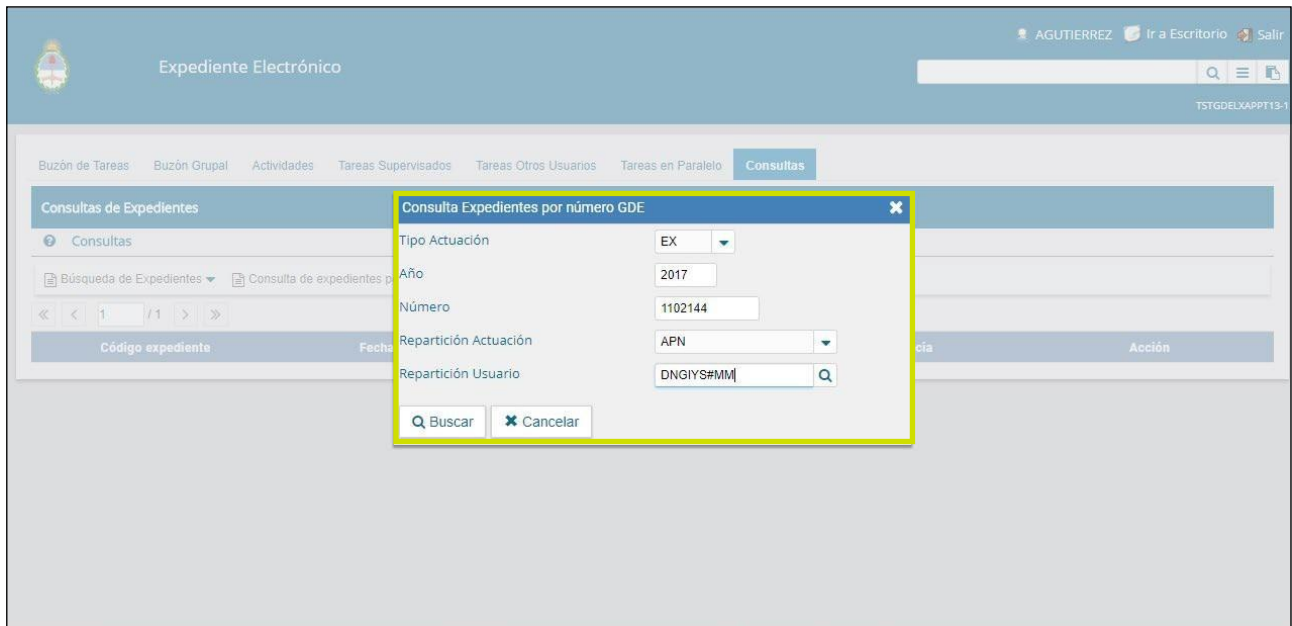 AGUTIERREZ Ir a Escritorio Salir
Expediente Electrónico
TSTGDELXAPPT13-1
Buzón de Tareas Buzón Grupal Actividades Tareas Supervisados Tareas Otros Usuarios Tareas en Paralelo Consultas
Consultas de Expedientes
Consultas
Búsqueda de Expedientes Consulta de expedientes p
1 / 1
Código expediente Fecha cia Acción
Consulta Expedientes por número GDE
Tipo Actuación EX
Año 2017
Número 1102144
Repartición Actuación APN
Repartición Usuario DNGIYS#MM
Buscar Cancelar